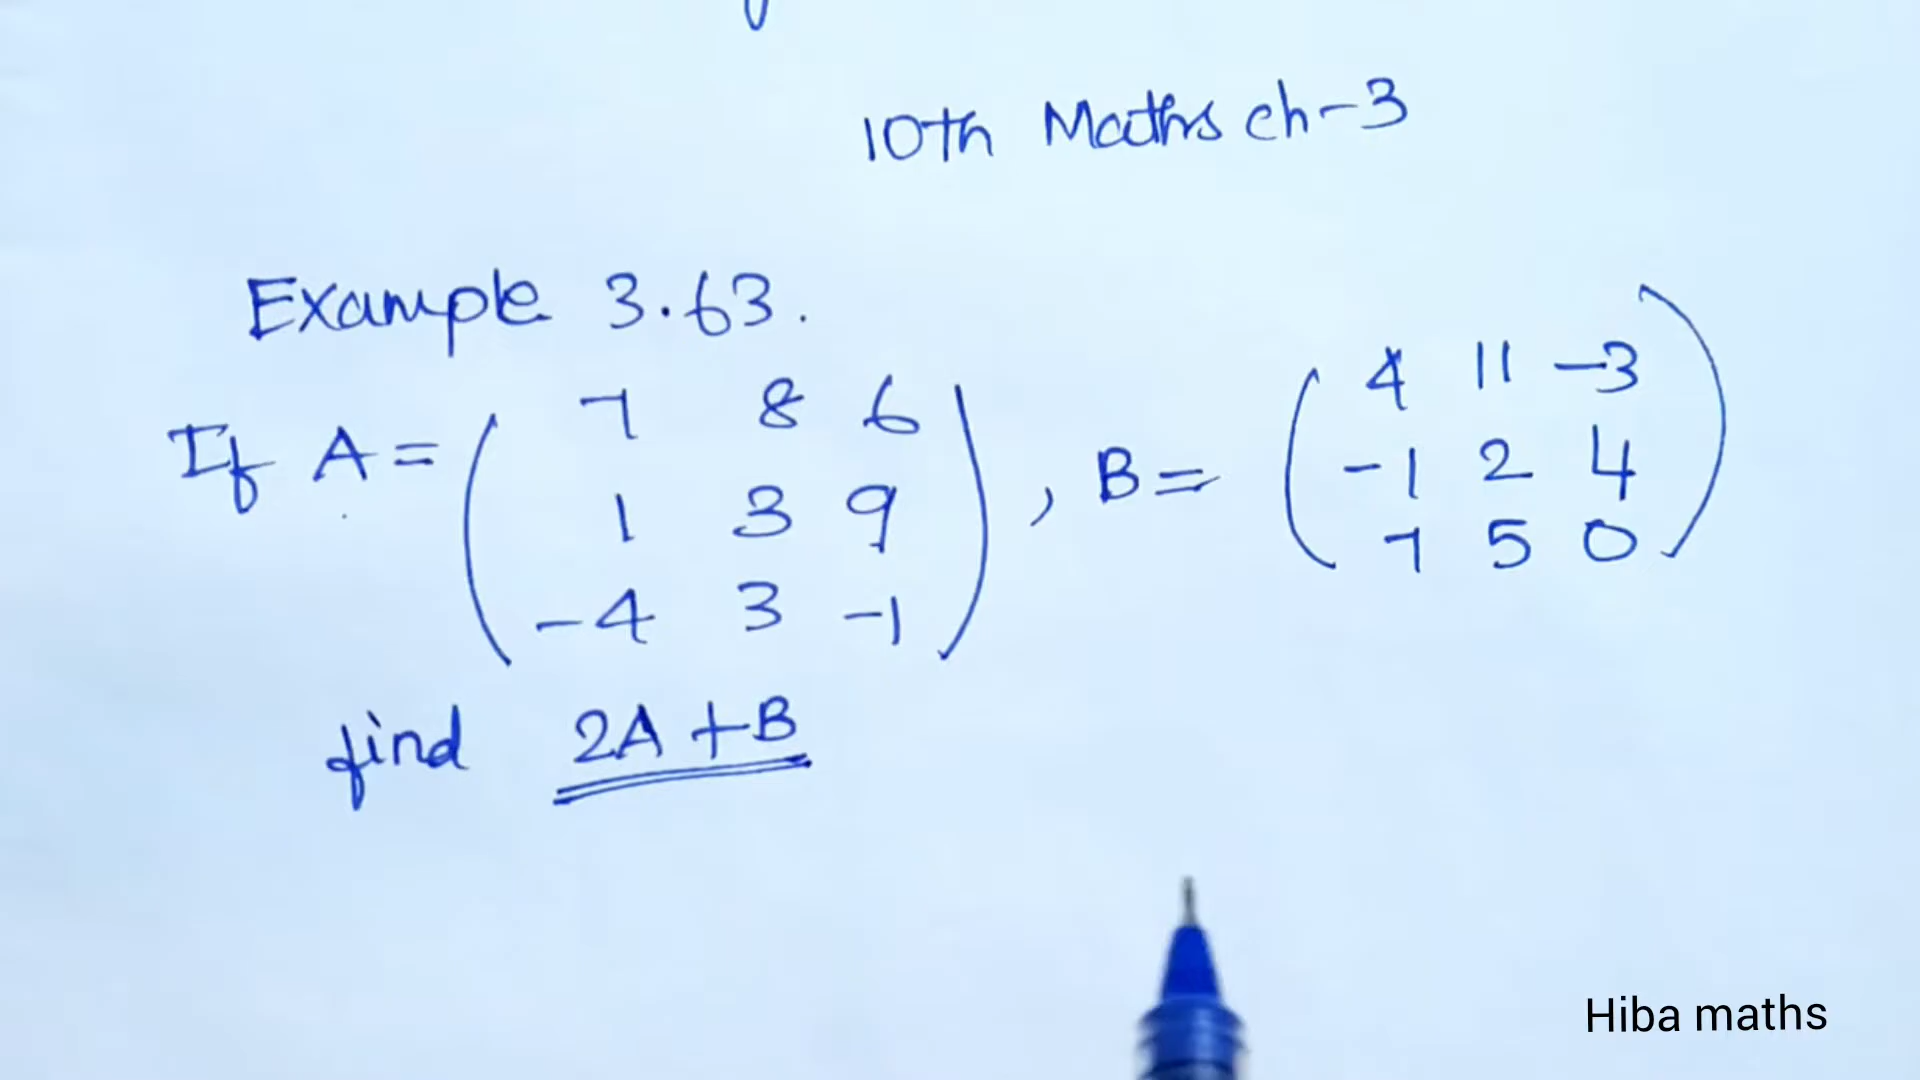 10th Maths ch-3
Example 3.63.
If A = ( 7 8 6 ) , B = ( 4 11 -3 )
1 3 9 -1 2 4
-4 3 -1 7 5 0
find 2A + B
Hiba maths